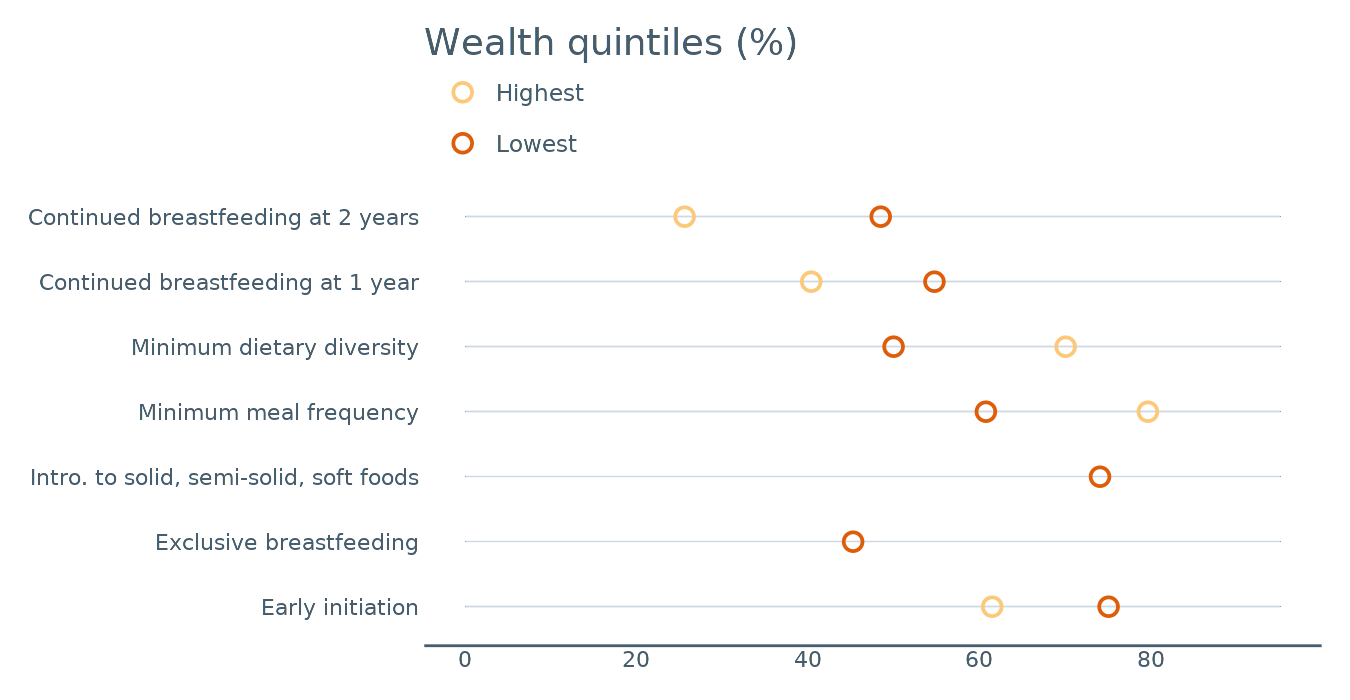 Wealth quintiles (%)
Highest
Lowest
Continued breastfeeding at 2 years
Continued breastfeeding at 1 year
Minimum dietary diversity
Minimum meal frequency
Intro. to solid, semi-solid, soft foods
Exclusive breastfeeding
Early initiation
0 20 40 60 80